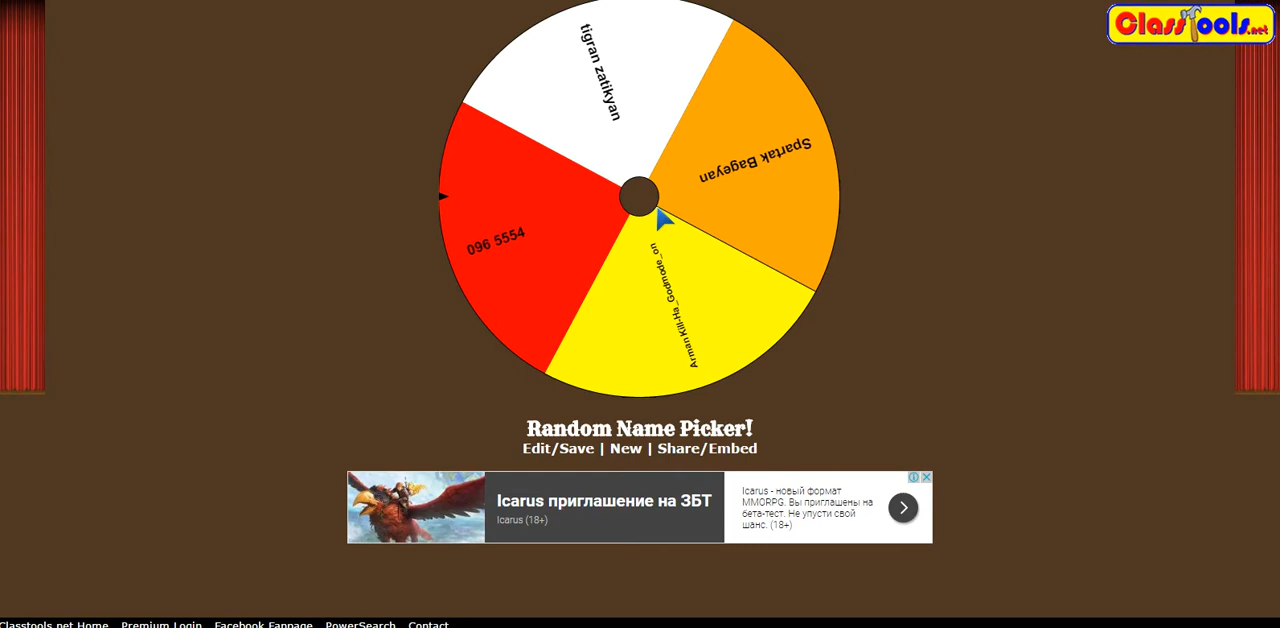 ClassTools.net
tigran zatikyan
Spartak Bageyan
096 5554
Arman Kill-Ha_Godmode_on
Random Name Picker!
Edit/Save | New | Share/Embed
Icarus приглашение на ЗБТ
Icarus (18+)
Icarus - новый формат
MMORPG. Вы приглашены на
бета-тест. Не упусти свой
шанс. (18+)
Classtools.net Home Premium Login Facebook Fanpage PowerSearch Contact